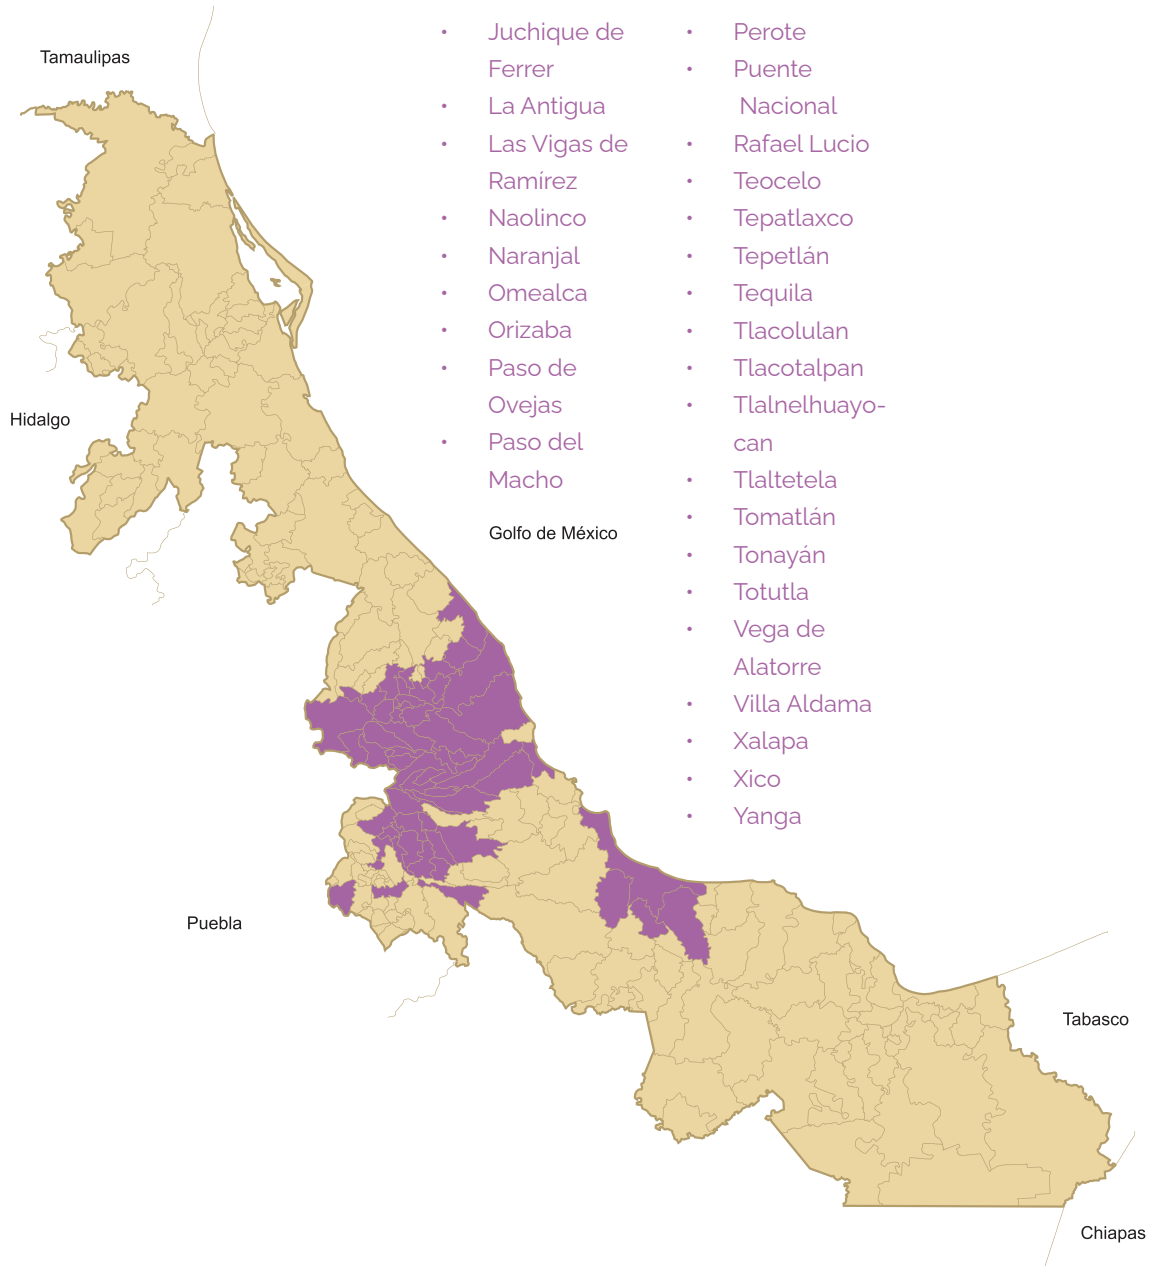 Tamaulipas
• Juchique de
Ferrer
• La Antigua
• Las Vigas de
Ramírez
• Naolinco
• Naranjal
• Omealca
• Orizaba
• Paso de
Ovejas
• Paso del
Macho
• Perote
• Puente
Nacional
• Rafael Lucio
• Teocelo
• Tepatlaxco
• Tepetlán
• Tequila
• Tlacolulan
• Tlacotalpan
• Tlalnelhuayo-
can
• Tlaltetela
• Tomatlán
• Tonayán
• Totutla
• Vega de
Alatorre
• Villa Aldama
• Xalapa
• Xico
• Yanga
Hidalgo
Golfo de México
Puebla
Tabasco
Chiapas